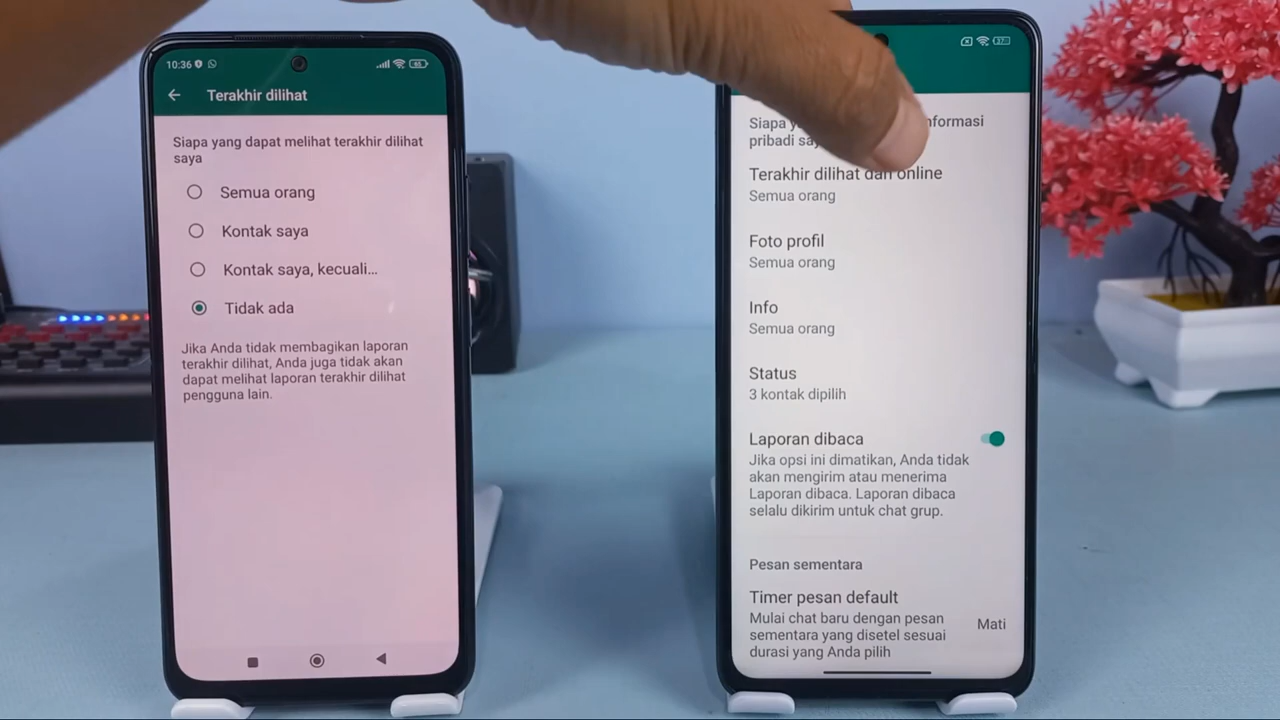 10:36
65
Terakhir dilihat
Siapa yang dapat melihat terakhir dilihat
saya
Semua orang
Kontak saya
Kontak saya, kecuali...
Tidak ada
Jika Anda tidak membagikan laporan
terakhir dilihat, Anda juga tidak akan
dapat melihat laporan terakhir dilihat
pengguna lain.
37
Siapa
pribadi
Terakhir dilihat dan online
Semua orang
Foto profil
Semua orang
Info
Semua orang
Status
3 kontak dipilih
Laporan dibaca
Jika opsi ini dimatikan, Anda tidak
akan mengirim atau menerima
Laporan dibaca. Laporan dibaca
selalu dikirim untuk chat grup.
Pesan sementara
Timer pesan default
Mulai chat baru dengan pesan
sementara yang disetel sesuai
durasi yang Anda pilih
Mati